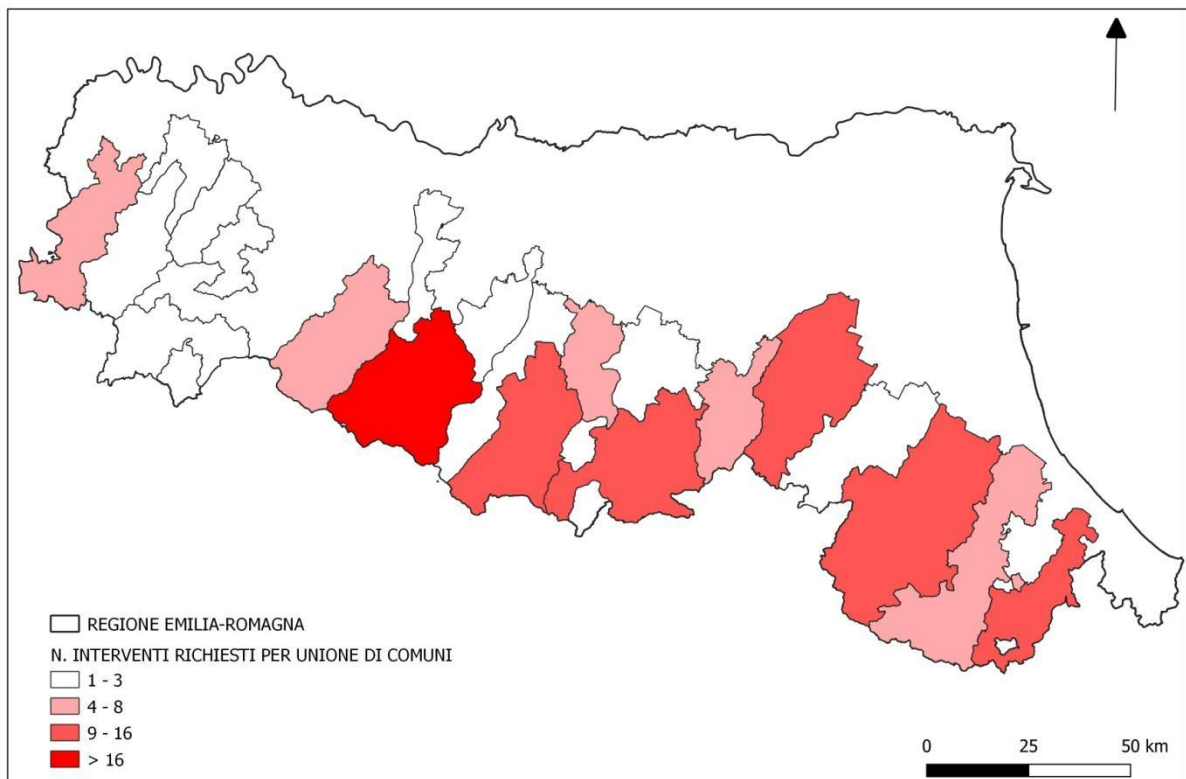 REGIONE EMILIA-ROMAGNA
N. INTERVENTI RICHIESTI PER UNIONE DI COMUNI
1 - 3
4 - 8
9 - 16
> 16
0 25 50 km